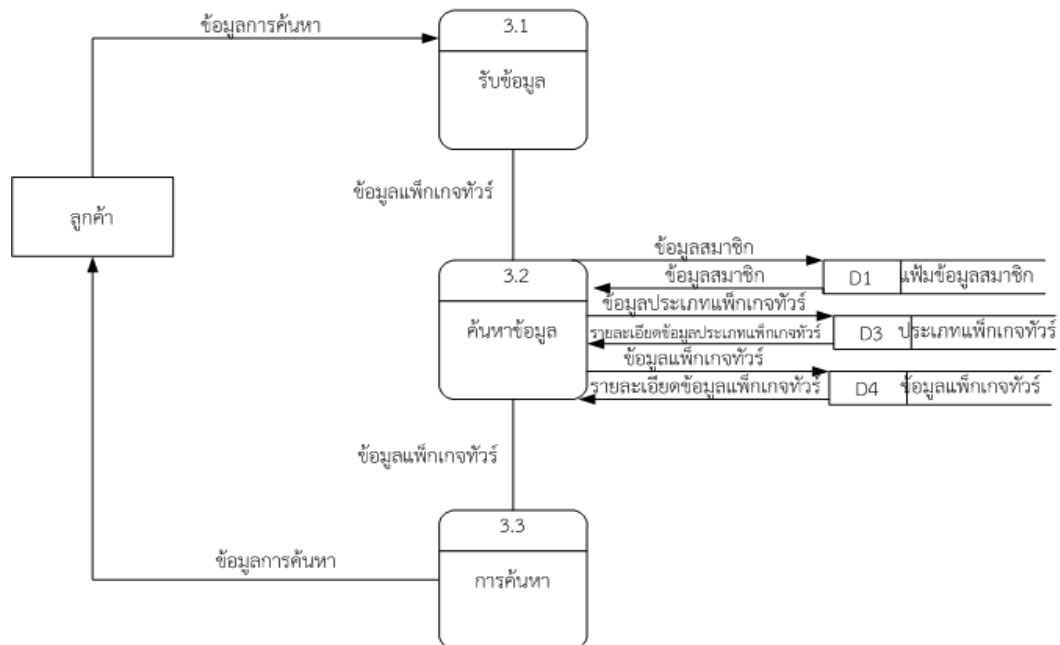 ข้อมูลการค้นหา
3.1
รับข้อมูล
ข้อมูลแพ็กเกจทัวร์
ลูกค้า
ข้อมูลสมาชิก
3.2
ข้อมูลสมาชิก
D1
แฟ้มข้อมูลสมาชิก
ข้อมูลประเภทแพ็กเกจทัวร์
ค้นหาข้อมูล
รายละเอียดข้อมูลประเภทแพ็กเกจทัวร์
D3
ประเภทแพ็กเกจทัวร์
ข้อมูลแพ็กเกจทัวร์
รายละเอียดข้อมูลแพ็กเกจทัวร์
D4
ข้อมูลแพ็กเกจทัวร์
ข้อมูลแพ็กเกจทัวร์
3.3
ข้อมูลการค้นหา
การค้นหา